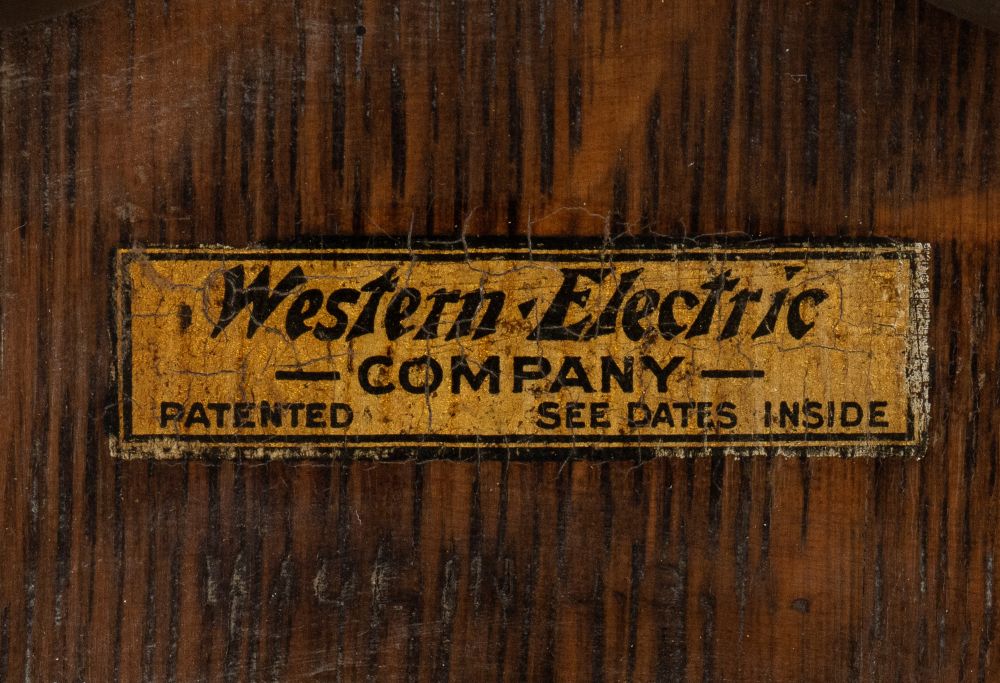 Western-Electric
— COMPANY —
PATENTED SEE DATES INSIDE